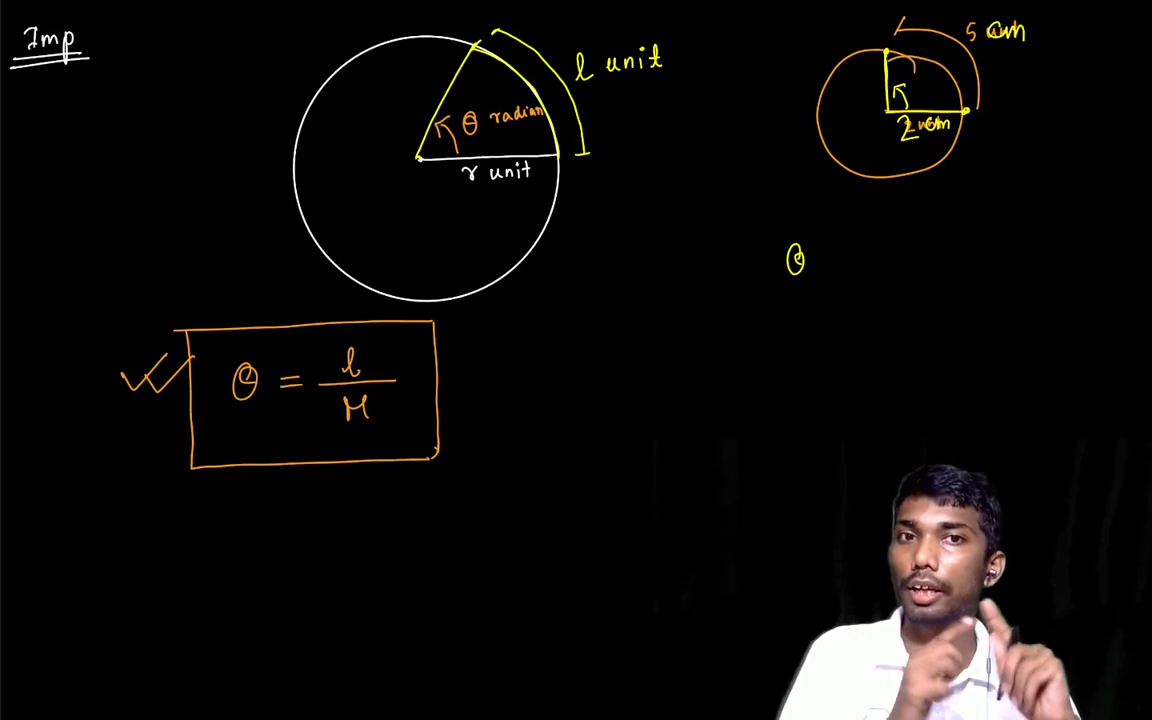 Imp
l unit
θ radian
r unit
5 cm
2 cm
θ
θ = l / r